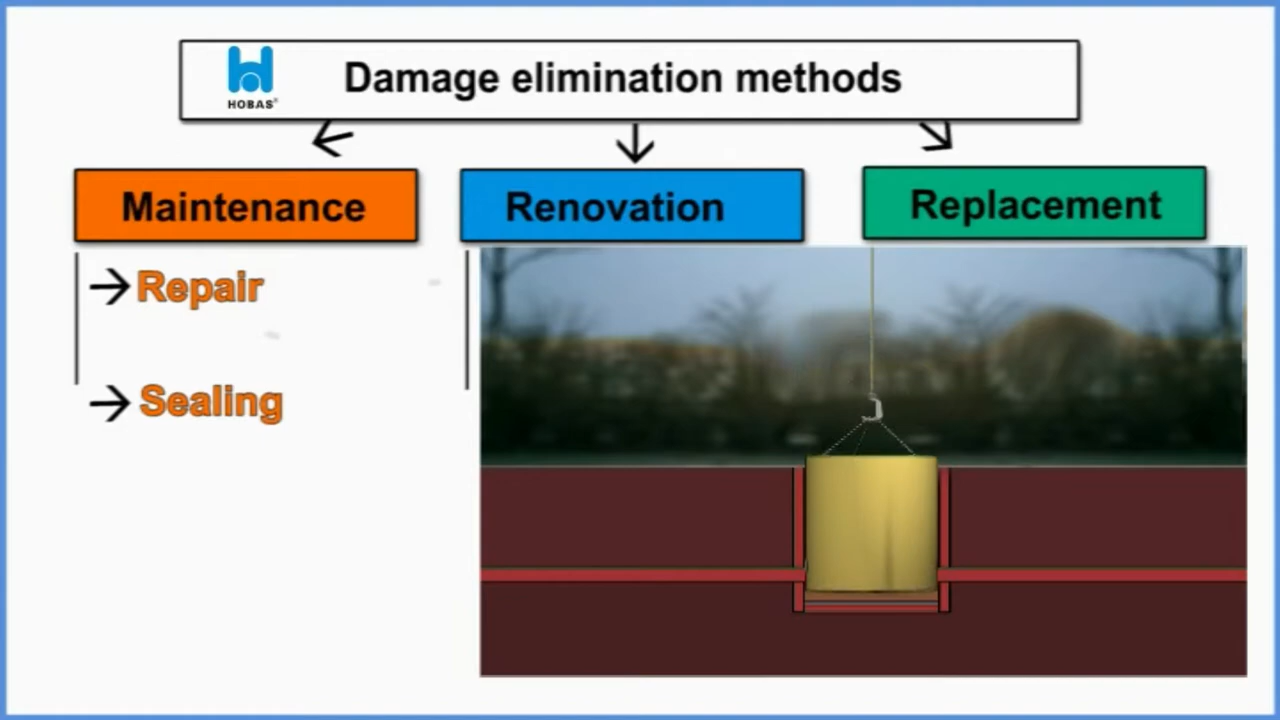 HOBAS®
Damage elimination methods
Maintenance
Renovation
Replacement
Repair
Sealing